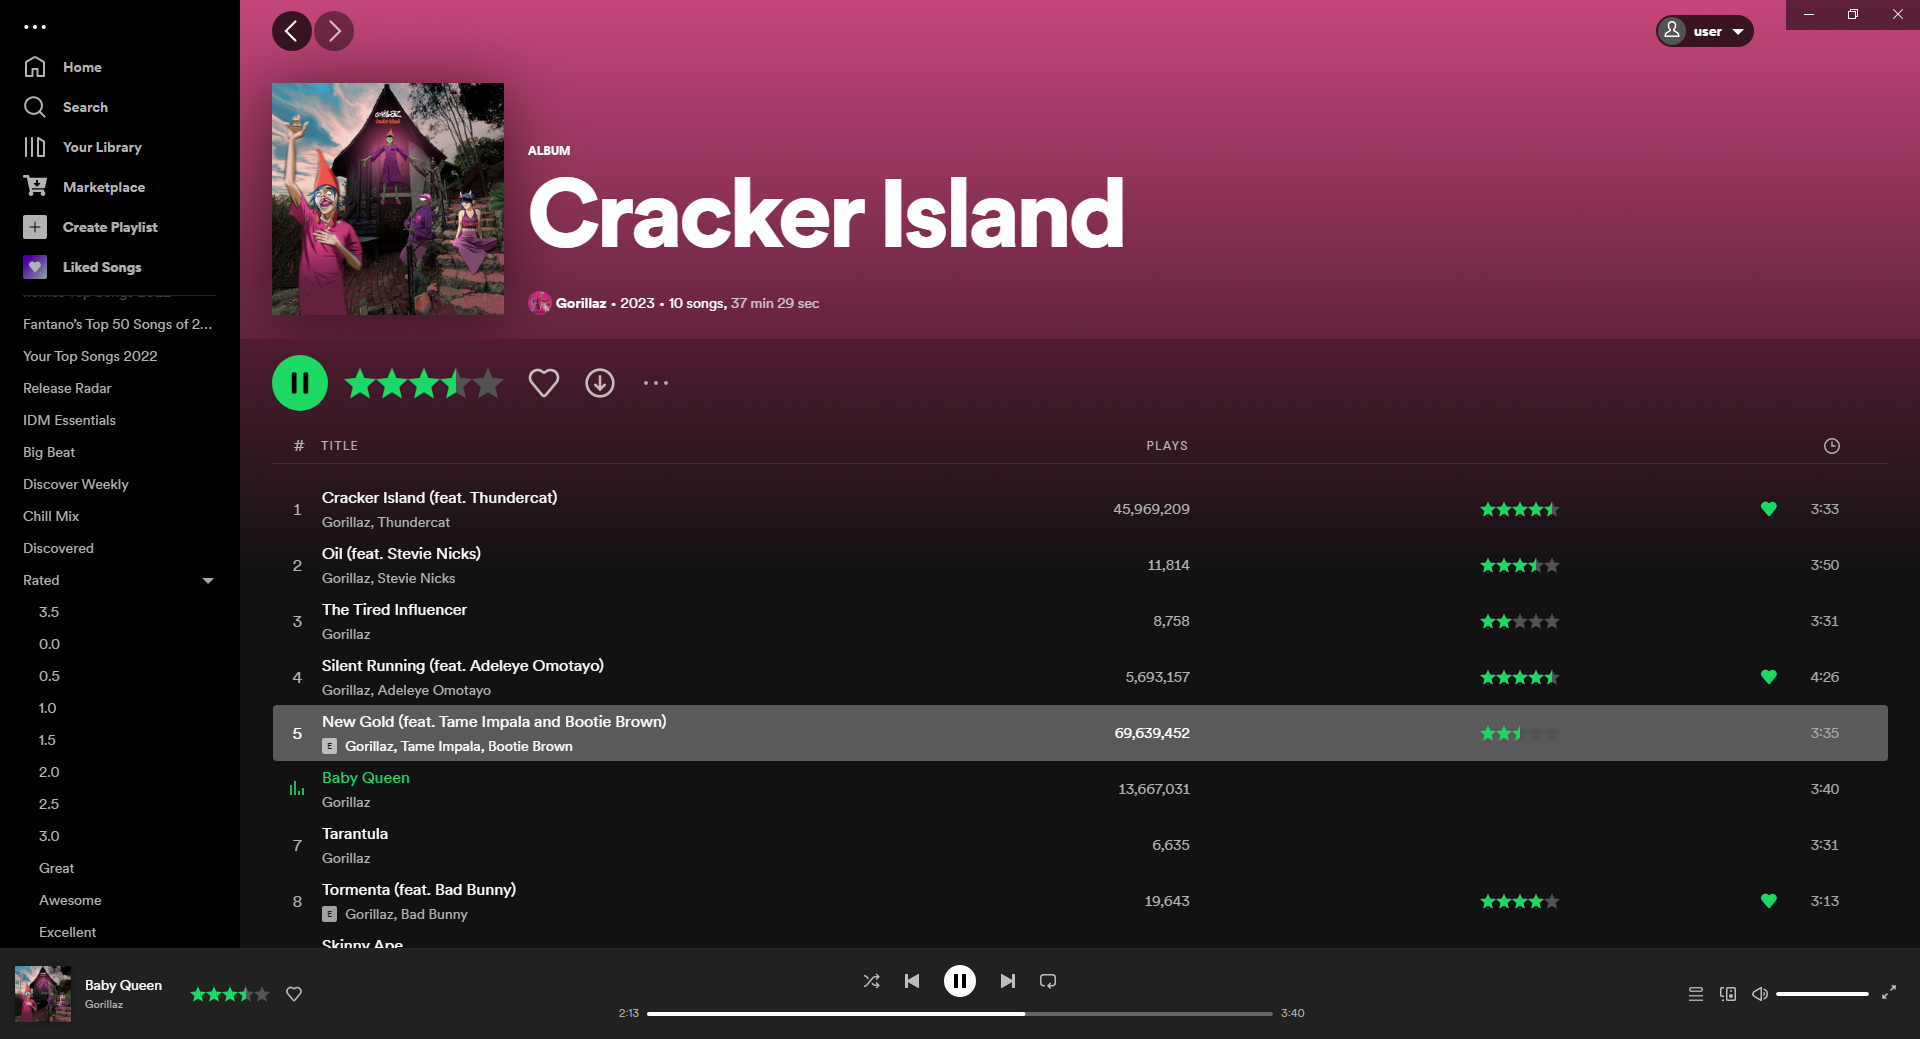 user
Home
Search
Your Library
Marketplace
Create Playlist
Liked Songs
Fantano's Top 50 Songs of 2...
Your Top Songs 2022
Release Radar
IDM Essentials
Big Beat
Discover Weekly
Chill Mix
Discovered
Rated
3.5
0.0
0.5
1.0
1.5
2.0
2.5
3.0
Great
Awesome
Excellent
GORILLAZ
Cracker Island
ALBUM
Cracker Island
Gorillaz • 2023 • 10 songs, 37 min 29 sec
# TITLE PLAYS
1 Cracker Island (feat. Thundercat) 45,969,209 3:33
Gorillaz, Thundercat
2 Oil (feat. Stevie Nicks) 11,814 3:50
Gorillaz, Stevie Nicks
3 The Tired Influencer 8,758 3:31
Gorillaz
4 Silent Running (feat. Adeleye Omotayo) 5,693,157 4:26
Gorillaz, Adeleye Omotayo
5 New Gold (feat. Tame Impala and Bootie Brown) 69,639,452 3:35
E Gorillaz, Tame Impala, Bootie Brown
Baby Queen 13,667,031 3:40
Gorillaz
7 Tarantula 6,635 3:31
Gorillaz
8 Tormenta (feat. Bad Bunny) 19,643 3:13
E Gorillaz, Bad Bunny
Skinny Ape
Baby Queen
Gorillaz
2:13 3:40